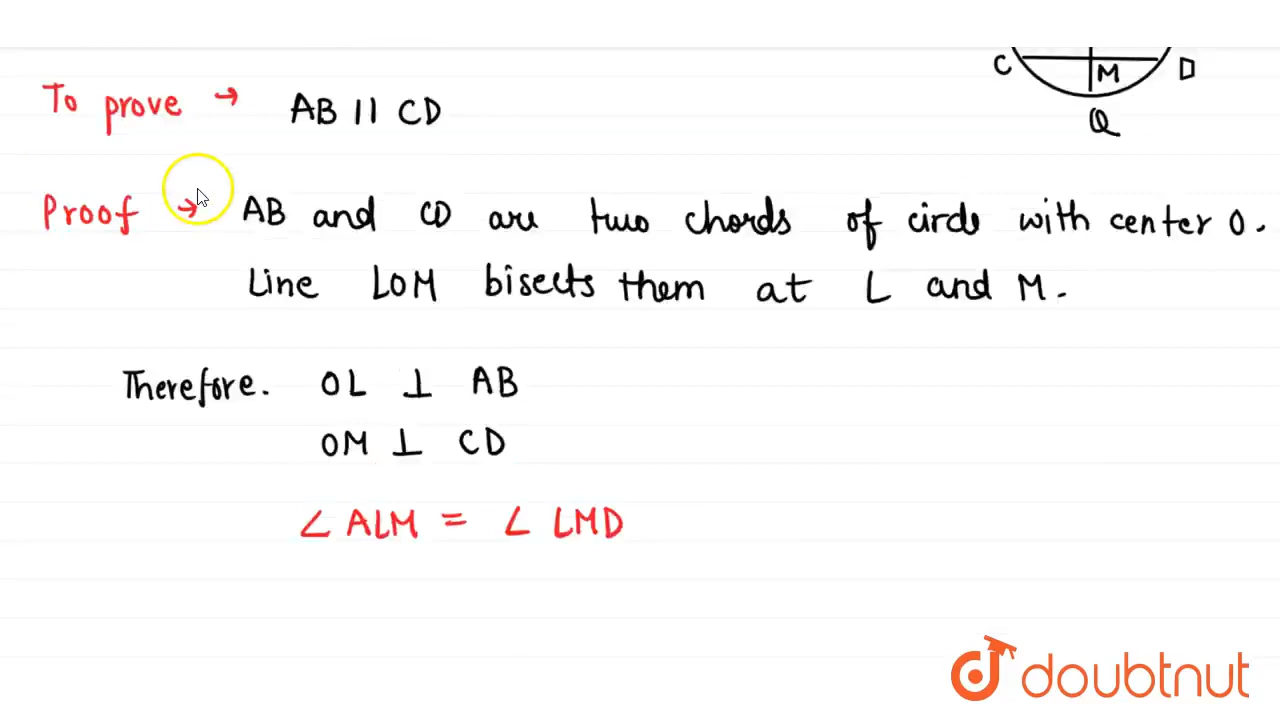 C M D
Q
To prove → AB || CD
Proof → AB and CD are two chords of circle with center O.
Line LOM bisects them at L and M.
Therefore. OL ⊥ AB
OM ⊥ CD
∠ ALM = ∠ LMD
doubtnut